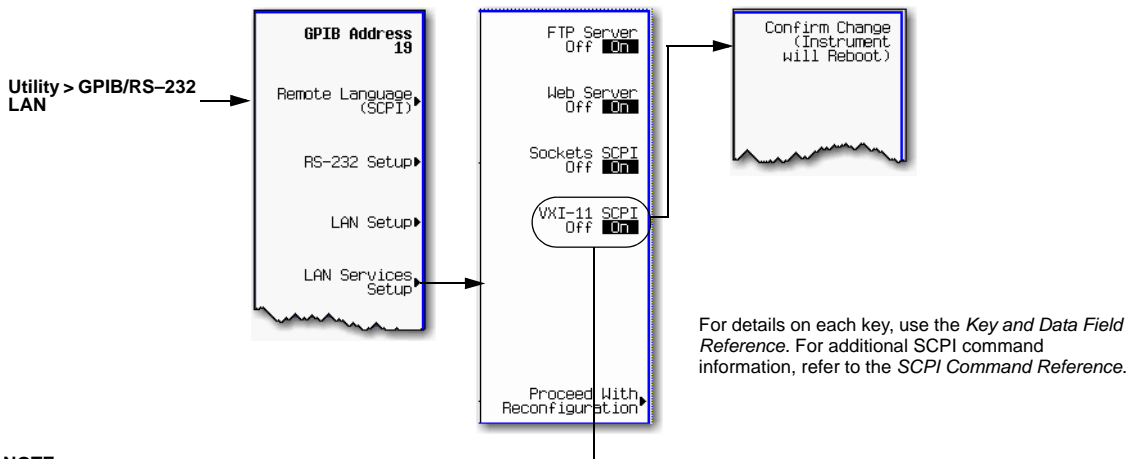 Utility > GPIB/RS–232
LAN
GPIB Address
19
Remote Language
(SCPI)
RS-232 Setup
LAN Setup
LAN Services
Setup
FTP Server
Off On
Web Server
Off On
Sockets SCPI
Off On
VXI-11 SCPI
Off On
Proceed With
Reconfiguration
Confirm Change
(Instrument
will Reboot)
For details on each key, use the Key and Data Field
Reference. For additional SCPI command
information, refer to the SCPI Command Reference.
NOTE